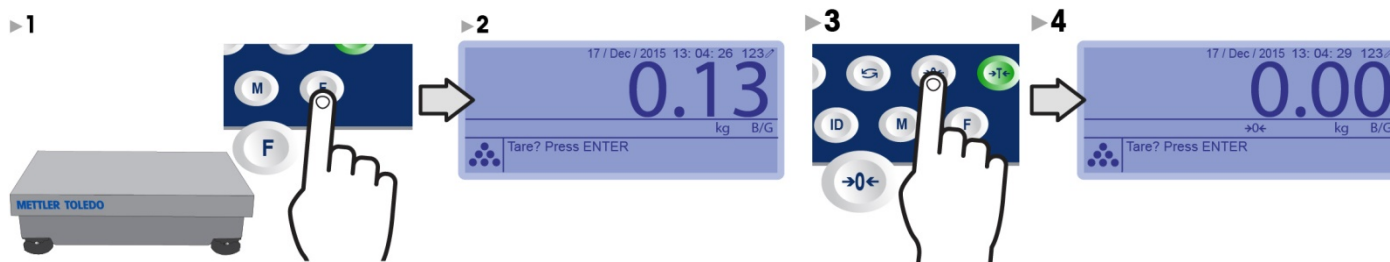 ▶1
M
F
F
METTLER TOLEDO
▶2
17 / Dec / 2015 13: 04: 26 123
0.13
kg B/G
Tare? Press ENTER
▶3
→T←
ID M F
→0←
▶4
17 / Dec / 2015 13: 04: 29 123
0.00
→0← kg B/G
Tare? Press ENTER